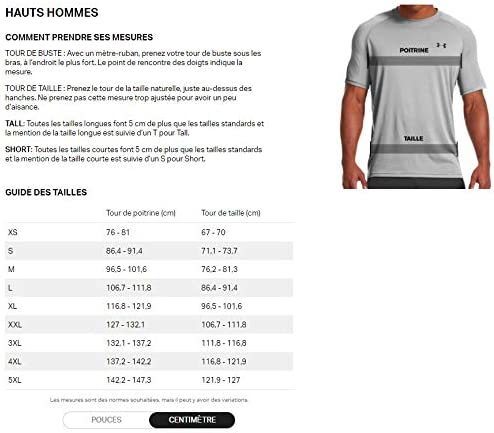 HAUTS HOMMES
COMMENT PRENDRE SES MESURES
TOUR DE BUSTE : Avec un mètre-ruban, prenez votre tour de buste sous les
bras, à l'endroit le plus fort. Le point de rencontre des doigts indique la
mesure.
TOUR DE TAILLE : Prenez le tour de la taille naturelle, juste au-dessus des
hanches. Ne prenez pas cette mesure trop ajustée pour avoir un peu
d'aisance.
TALL: Toutes les tailles longues font 5 cm de plus que les tailles standards et
la mention de la taille longue est suivie d'un T pour Tall.
SHORT: Toutes les tailles courtes font 5 cm de plus que les tailles standards
et la mention de la taille courte est suivi d'un S pour Short.
POITRINE
TAILLE
GUIDE DES TAILLES
Tour de poitrine (cm) Tour de taille (cm)
XS 76 - 81 67 - 70
S 86.4 - 91,4 71,1 - 73.7
M 96,5 - 101,6 76,2 - 81,3
L 106.7 - 111.8 86.4 - 91.4
XL 116.8 - 121.9 96,5 - 101,6
XXL 127 - 132.1 106.7 - 111,8
3XL 132,1 - 137,2 111,8 - 116,8
4XL 137,2 - 142,2 116,8 - 121,9
5XL 142,2 - 147,3 121,9 - 127
Les mesures sont des normes souhaitées, mais il peut y avoir des variations.
POUCES CENTIMÈTRE